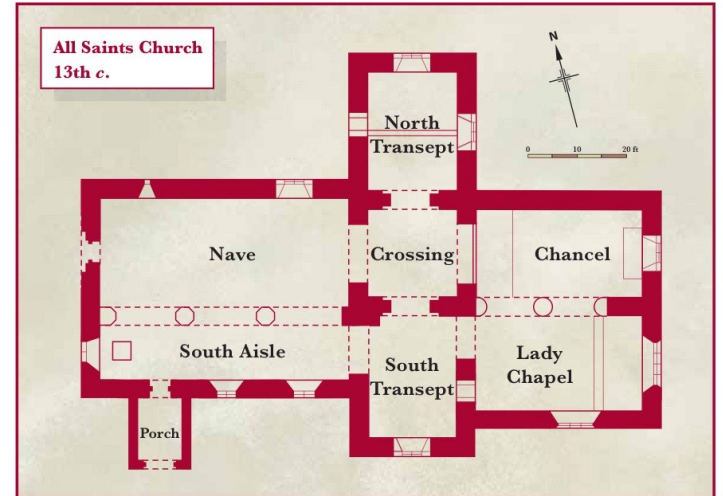 All Saints Church
13th c.
N
0 10 20 ft
North
Transept
Nave
Crossing
Chancel
South Aisle
South
Transept
Lady
Chapel
Porch